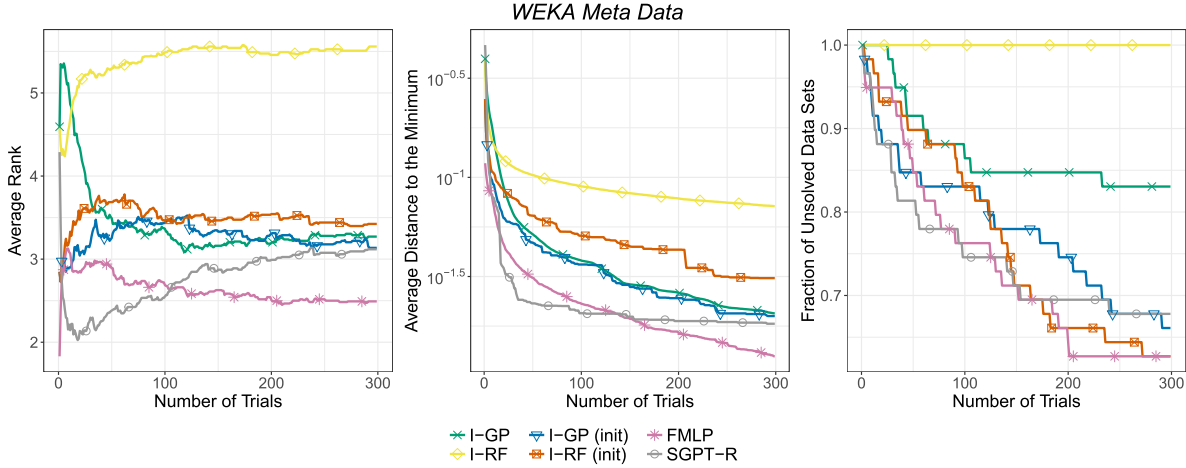 WEKA Meta Data
Average Rank
5
4
3
2
0
100
200
300
Number of Trials
Average Distance to the Minimum
10−0.5
10−1
10−1.5
0
100
200
300
Number of Trials
Fraction of Unsolved Data Sets
1.0
0.9
0.8
0.7
0
100
200
300
Number of Trials
I−GP
I−GP (init)
FMLP
I−RF
I−RF (init)
SGPT−R